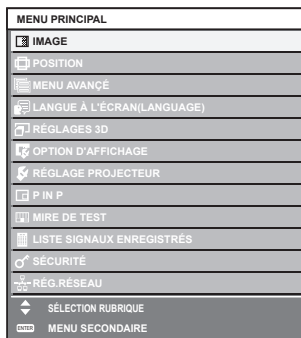 MENU PRINCIPAL
IMAGE
POSITION
MENU AVANÇÉ
LANGUE À L'ÉCRAN(LANGUAGE)
RÉGLAGES 3D
OPTION D'AFFICHAGE
RÉGLAGE PROJECTEUR
P IN P
MIRE DE TEST
LISTE SIGNAUX ENREGISTRÉS
SÉCURITÉ
RÉG.RÉSEAU
SÉLECTION RUBRIQUE
ENTER MENU SECONDAIRE